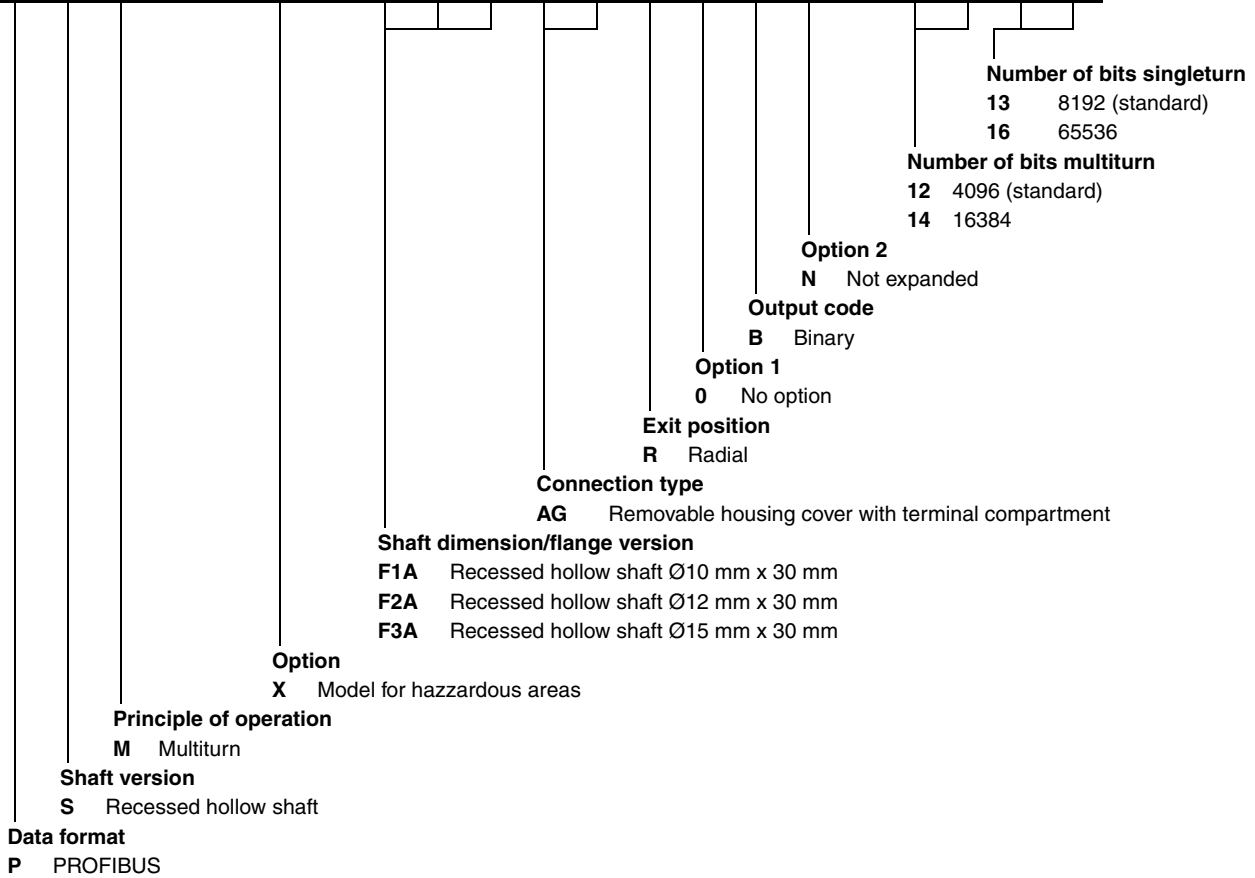 Number of bits singleturn
13 8192 (standard)
16 65536
Number of bits multiturn
12 4096 (standard)
14 16384
Option 2
N Not expanded
Output code
B Binary
Option 1
0 No option
Exit position
R Radial
Connection type
AG Removable housing cover with terminal compartment
Shaft dimension/flange version
F1A Recessed hollow shaft Ø10 mm x 30 mm
F2A Recessed hollow shaft Ø12 mm x 30 mm
F3A Recessed hollow shaft Ø15 mm x 30 mm
Option
X Model for hazzardous areas
Principle of operation
M Multiturn
Shaft version
S Recessed hollow shaft
Data format
P PROFIBUS